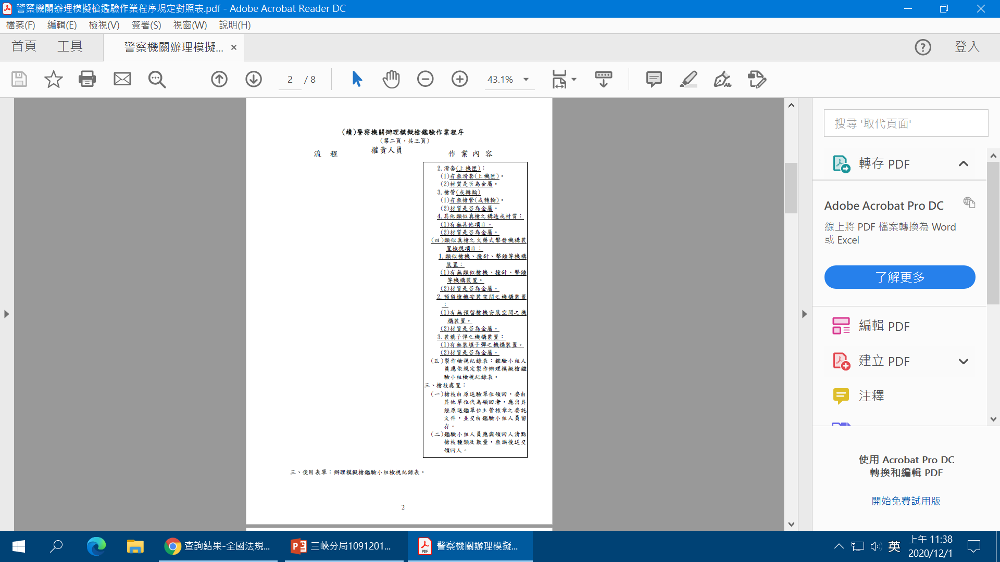 警察機關辦理模擬槍鑑驗作業程序規定對照表.pdf - Adobe Acrobat Reader DC
檔案(F) 編輯(E) 檢視(V) 簽署(S) 視窗(W) 說明(H)
首頁 工具 警察機關辦理模擬... × ? 登入
2 / 8 43.1%
(續)警察機關辦理模擬槍鑑驗作業程序
(第二頁，共三頁)
流 程 權責人員 作 業 內 容
2.滑套(上機匣)：
(1)有無滑套(上機匣)。
(2)材質是否為金屬。
3.槍管(或轉輪)
(1)有無槍管(或轉輪)。
(2)材質是否為金屬。
4.其他類似真槍之構造或材質：
(1)有無其他項目。
(2)材質是否為金屬。
(四)類似真槍之火藥式擊發機構裝
置檢視項目：
1.類似槍機、撞針、擊錘等機構
裝置：
(1)有無類似槍機、撞針、擊錘
等機構裝置。
(2)材質是否為金屬。
2.預留槍機安裝空間之機構裝置
：
(1)有無預留槍機安裝空間之機
構裝置。
(2)材質是否為金屬。
3.裝填子彈之機構裝置：
(1)有無裝填子彈之機構裝置。
(2)材質是否為金屬。
(五)製作檢視紀錄表：鑑驗小組人
員應依規定製作辦理模擬槍鑑
驗小組檢視紀錄表。
三、槍枝處置：
(一)槍枝由原送驗單位領回，委由
其他單位代為領回者，應出具
經原送鑑單位主管核章之委託
文件，並交由鑑驗小組人員留
存。
(二)鑑驗小組人員應與領回人清點
槍枝種類及數量，無誤後送交
領回人。
三、使用表單：辦理模擬槍鑑驗小組檢視紀錄表。
2
搜尋 '取代頁面'
轉存 PDF
Adobe Acrobat Pro DC
線上將 PDF 檔案轉換為 Word
或 Excel
了解更多
編輯 PDF
建立 PDF
注釋
使用 Acrobat Pro DC
轉換和編輯 PDF
開始免費試用版
查詢結果-全國法規... 三峽分局1091201... 警察機關辦理模擬... 英 上午 11:38
2020/12/1